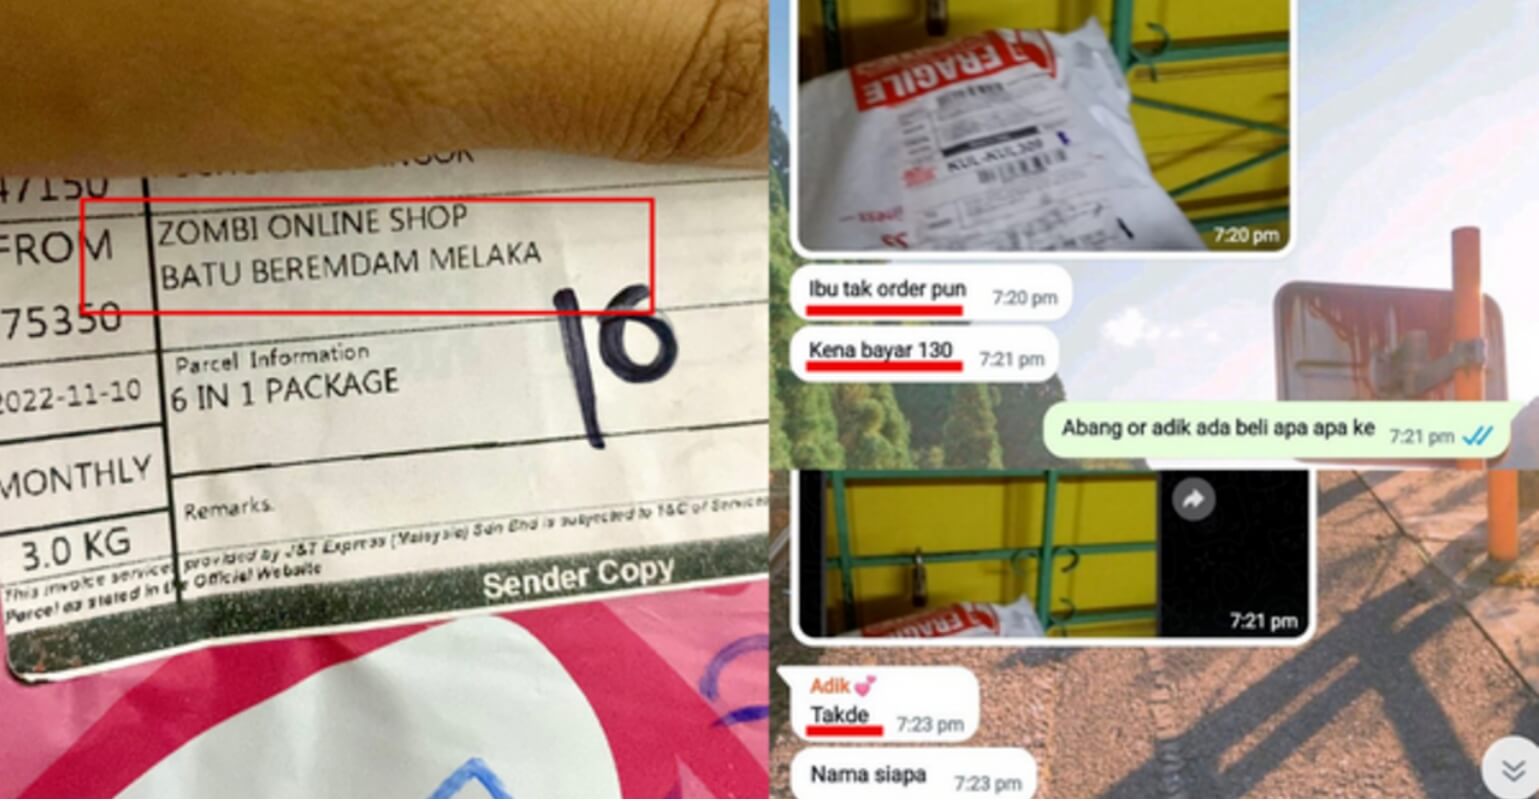 47150
FROM
ZOMBI ONLINE SHOP
BATU BEREMDAM MELAKA
75350
16
Parcel Information
6 IN 1 PACKAGE
2022-11-10
MONTHLY
Remarks.
3.0 KG
This invoice service provided by J&T Express (Malaysia) Sdn Bhd is subjected to T&C of Service
Parcel as stated in the Official Website
Sender Copy
FRAGILE
7:20 pm
Ibu tak order pun 7:20 pm
Kena bayar 130 7:21 pm
Abang or adik ada beli apa apa ke 7:21 pm
FRAGILE
7:21 pm
Adik💞
Takde 7:23 pm
Nama siapa 7:23 pm